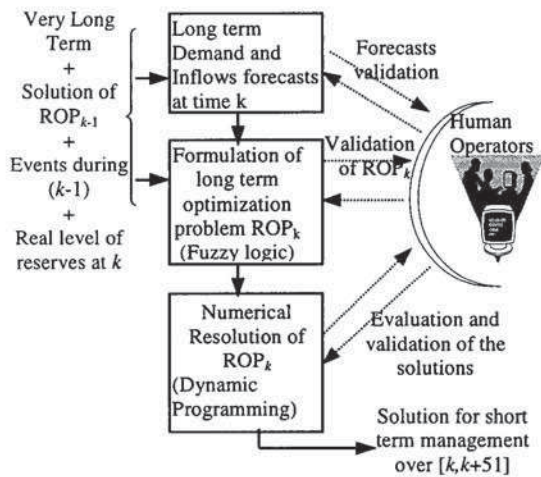 Very Long
Term
+
Solution of
ROPk-1
+
Events during
(k-1)
+
Real level of
reserves at k
Long term
Demand and
Inflows forecasts
at time k
Forecasts
validation
Formulation of
long term
optimization
problem ROPk
(Fuzzy logic)
Validation
of ROPk
Human
Operators
Numerical
Resolution of
ROPk
(Dynamic
Programming)
Evaluation and
validation of the
solutions
Solution for short
term management
over [k,k+51]